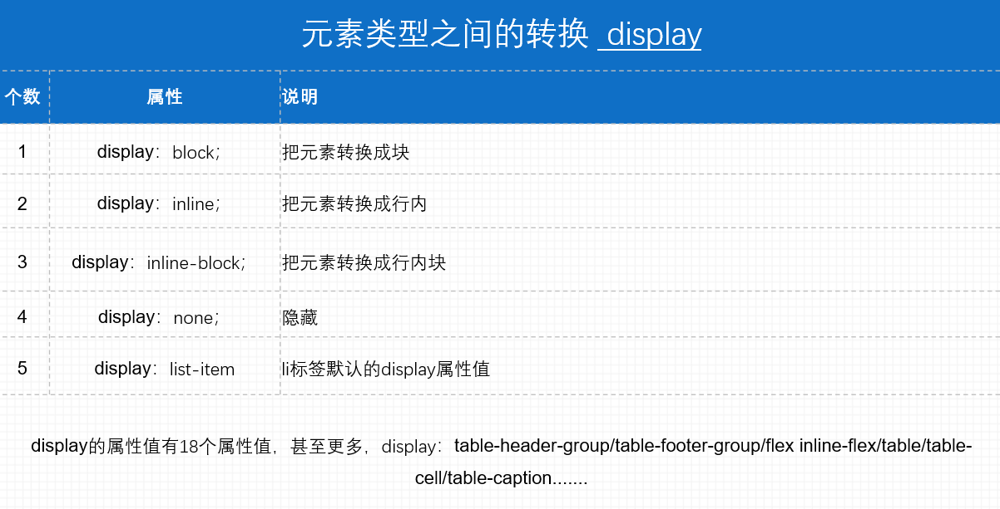 元素类型之间的转换 display
个数 属性 说明
1 display：block； 把元素转换成块
2 display：inline； 把元素转换成行内
3 display：inline-block； 把元素转换成行内块
4 display：none； 隐藏
5 display：list-item li标签默认的display属性值
display的属性值有18个属性值，甚至更多，display：table-header-group/table-footer-group/flex inline-flex/table/table-
cell/table-caption.......